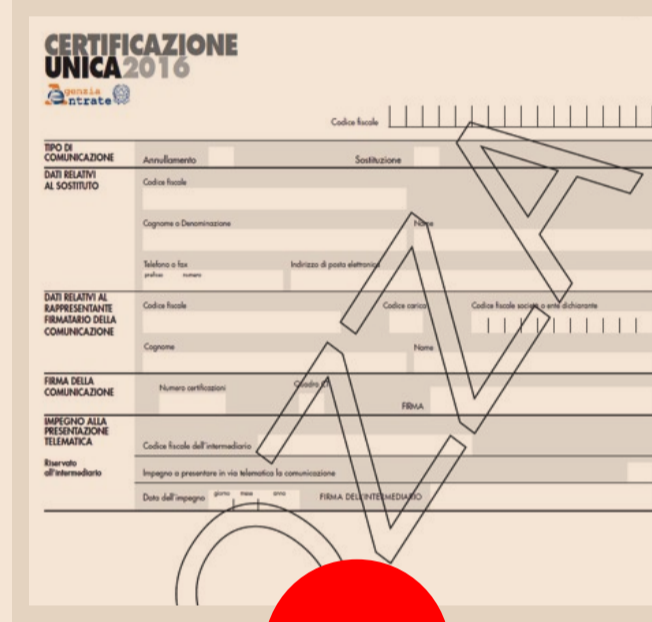 CERTIFICAZIONE
UNICA2016
genzia
ntrate
Codice fiscale
TIPO DI
COMUNICAZIONE
Annullamento Sostituzione
DATI RELATIVI
AL SOSTITUTO
Codice fiscale
Cognome o Denominazione Nome
Telefono o fax Indirizzo di posta elettronica
prefisso numero
DATI RELATIVI AL
RAPPRESENTANTE
FIRMATARIO DELLA
COMUNICAZIONE
Codice fiscale Codice carica Codice fiscale società o ente dichiarante
Cognome Nome
FIRMA DELLA
COMUNICAZIONE
Numero certificazioni Quadro CT
FIRMA
IMPEGNO ALLA
PRESENTAZIONE
TELEMATICA
Codice fiscale dell'intermediario
Riservato
all'intermediario
Impegno a presentare in via telematica la comunicazione
Data dell'impegno giorno mese anno FIRMA DELL'INTERMEDIARIO
OZZA